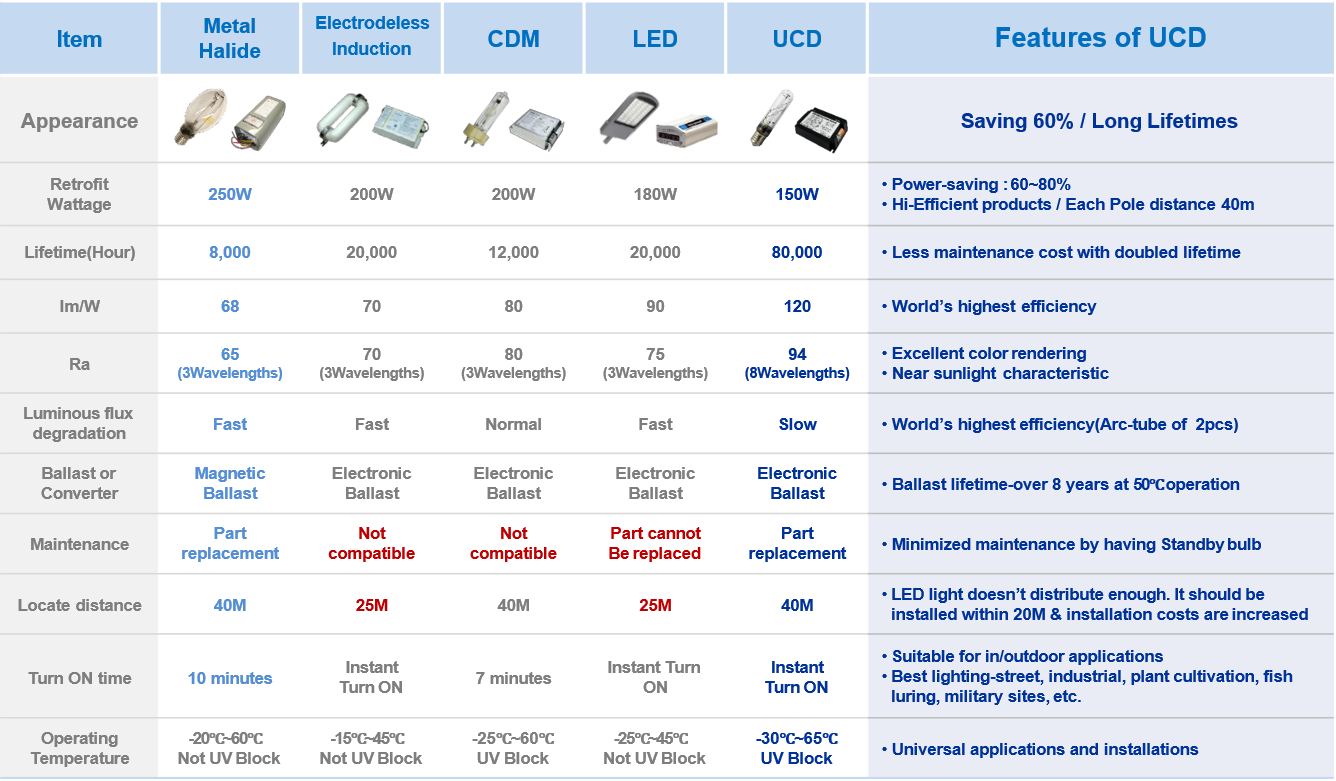 Item
Metal
Halide
Electrodeless
Induction
CDM
LED
UCD
Features of UCD
Appearance
Saving 60% / Long Lifetimes
Retrofit
Wattage
250W
200W
200W
180W
150W
• Power-saving : 60~80%
• Hi-Efficient products / Each Pole distance 40m
Lifetime(Hour)
8,000
20,000
12,000
20,000
80,000
• Less maintenance cost with doubled lifetime
lm/W
68
70
80
90
120
• World’s highest efficiency
Ra
65
(3Wavelengths)
70
(3Wavelengths)
80
(3Wavelengths)
75
(3Wavelengths)
94
(8Wavelengths)
• Excellent color rendering
• Near sunlight characteristic
Luminous flux
degradation
Fast
Fast
Normal
Fast
Slow
• World’s highest efficiency(Arc-tube of 2pcs)
Ballast or
Converter
Magnetic
Ballast
Electronic
Ballast
Electronic
Ballast
Electronic
Ballast
Electronic
Ballast
• Ballast lifetime-over 8 years at 50℃ operation
Maintenance
Part
replacement
Not
compatible
Not
compatible
Part cannot
Be replaced
Part
replacement
• Minimized maintenance by having Standby bulb
Locate distance
40M
25M
40M
25M
40M
• LED light doesn’t distribute enough. It should be
installed within 20M & installation costs are increased
Turn ON time
10 minutes
Instant
Turn ON
7 minutes
Instant Turn
ON
Instant
Turn ON
• Suitable for in/outdoor applications
• Best lighting-street, industrial, plant cultivation, fish
luring, military sites, etc.
Operating
Temperature
-20℃~60℃
Not UV Block
-15℃~45℃
Not UV Block
-25℃~60℃
UV Block
-25℃~45℃
Not UV Block
-30℃~65℃
UV Block
• Universal applications and installations